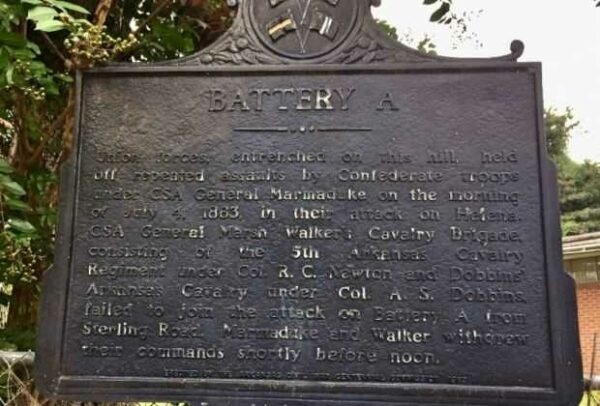 BATTERY A
Union forces, entrenched on this hill, held
off repeated assaults by Confederate troops
under CSA General Marmaduke on the morning
of July 4, 1863. In their attack on Helena,
CSA General Marsh Walker's Cavalry Brigade,
consisting of the 5th Arkansas Cavalry
Regiment under Col. R. C. Newton and Dobbins'
Arkansas Cavalry under Col. A. S. Dobbins,
failed to join the attack on Battery A from
Sterling Road. Marmaduke and Walker withdrew
their commands shortly before noon.